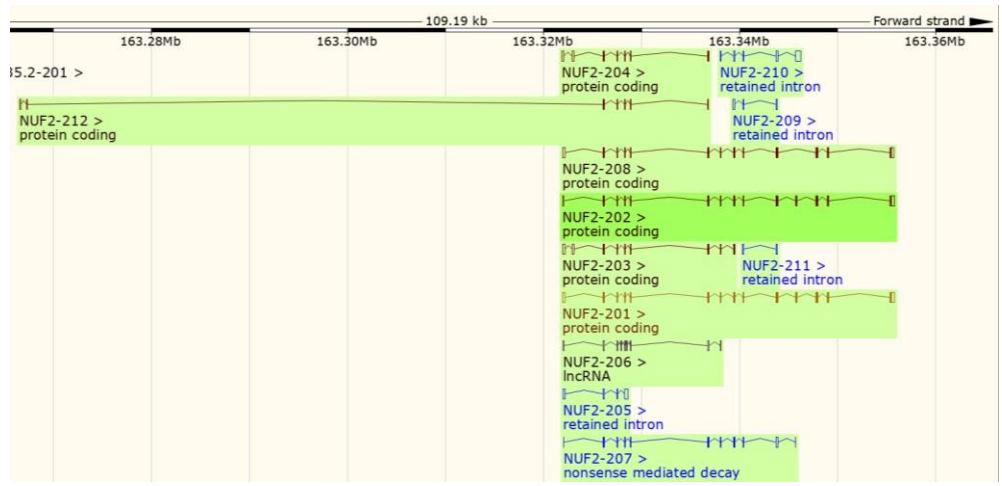 109.19 kb Forward strand
163.28Mb 163.30Mb 163.32Mb 163.34Mb 163.36Mb
35.2-201 > NUF2-204 > NUF2-210 >
protein coding retained intron
NUF2-212 > NUF2-209 >
protein coding retained intron
NUF2-208 >
protein coding
NUF2-202 >
protein coding
NUF2-203 > NUF2-211 >
protein coding retained intron
NUF2-201 >
protein coding
NUF2-206 >
lncRNA
NUF2-205 >
retained intron
NUF2-207 >
nonsense mediated decay